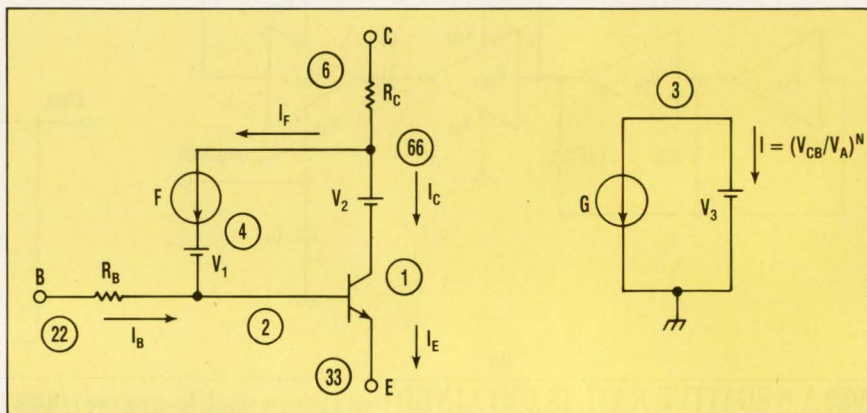 C
6
R_C
3
I_F
66
I = (V_CB/V_A)^N
F
V_2
I_C
4
G
V_3
V_1
B
R_B
1
22
I_B
2
I_E
33
E